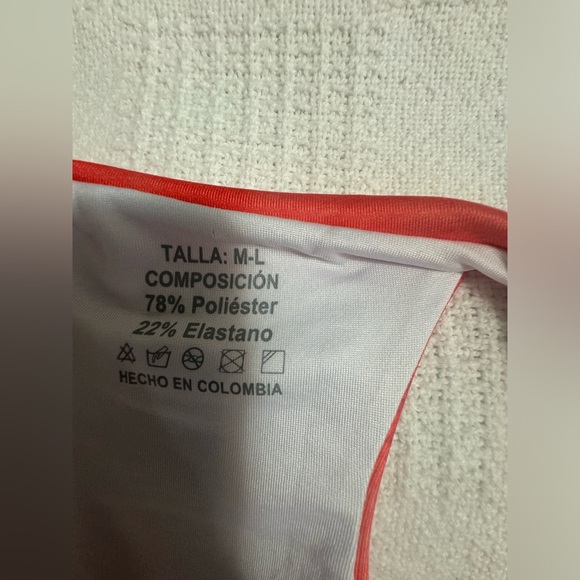 TALLA: M-L
COMPOSICIÓN
78% Poliéster
22% Elastano
HECHO EN COLOMBIA